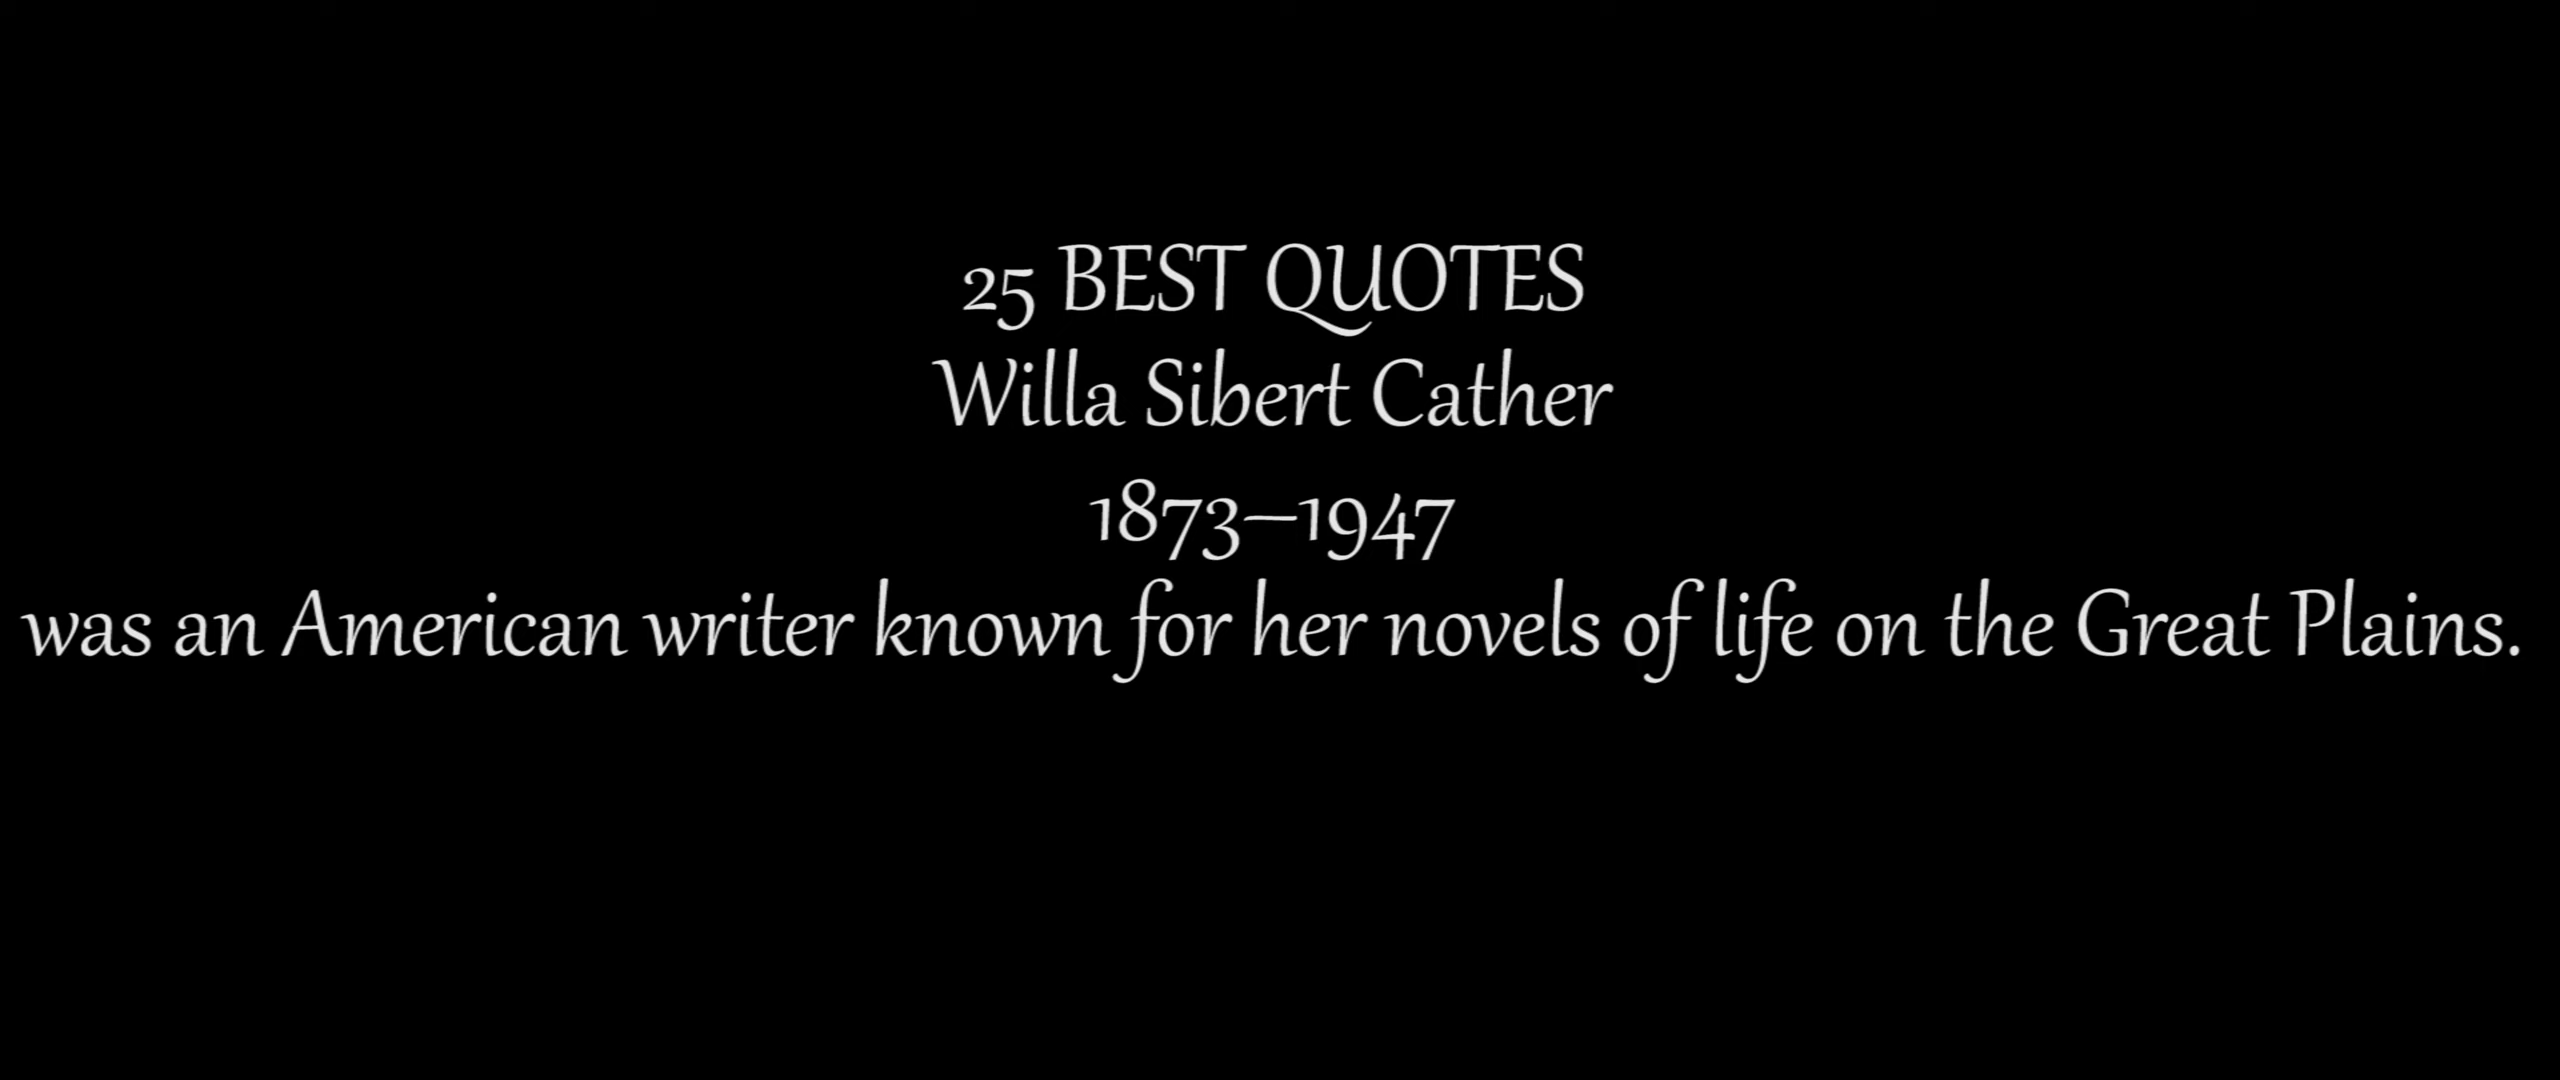 25 BEST QUOTES
Willa Sibert Cather
1873–1947
was an American writer known for her novels of life on the Great Plains.